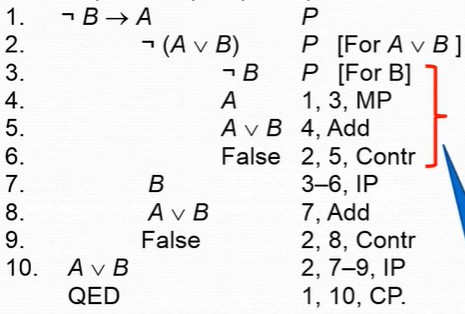 1. ¬ B → A P
2. ¬ (A ∨ B) P [For A ∨ B ]
3. ¬ B P [For B]
4. A 1, 3, MP
5. A ∨ B 4, Add
6. False 2, 5, Contr
7. B 3–6, IP
8. A ∨ B 7, Add
9. False 2, 8, Contr
10. A ∨ B 2, 7–9, IP
QED 1, 10, CP.